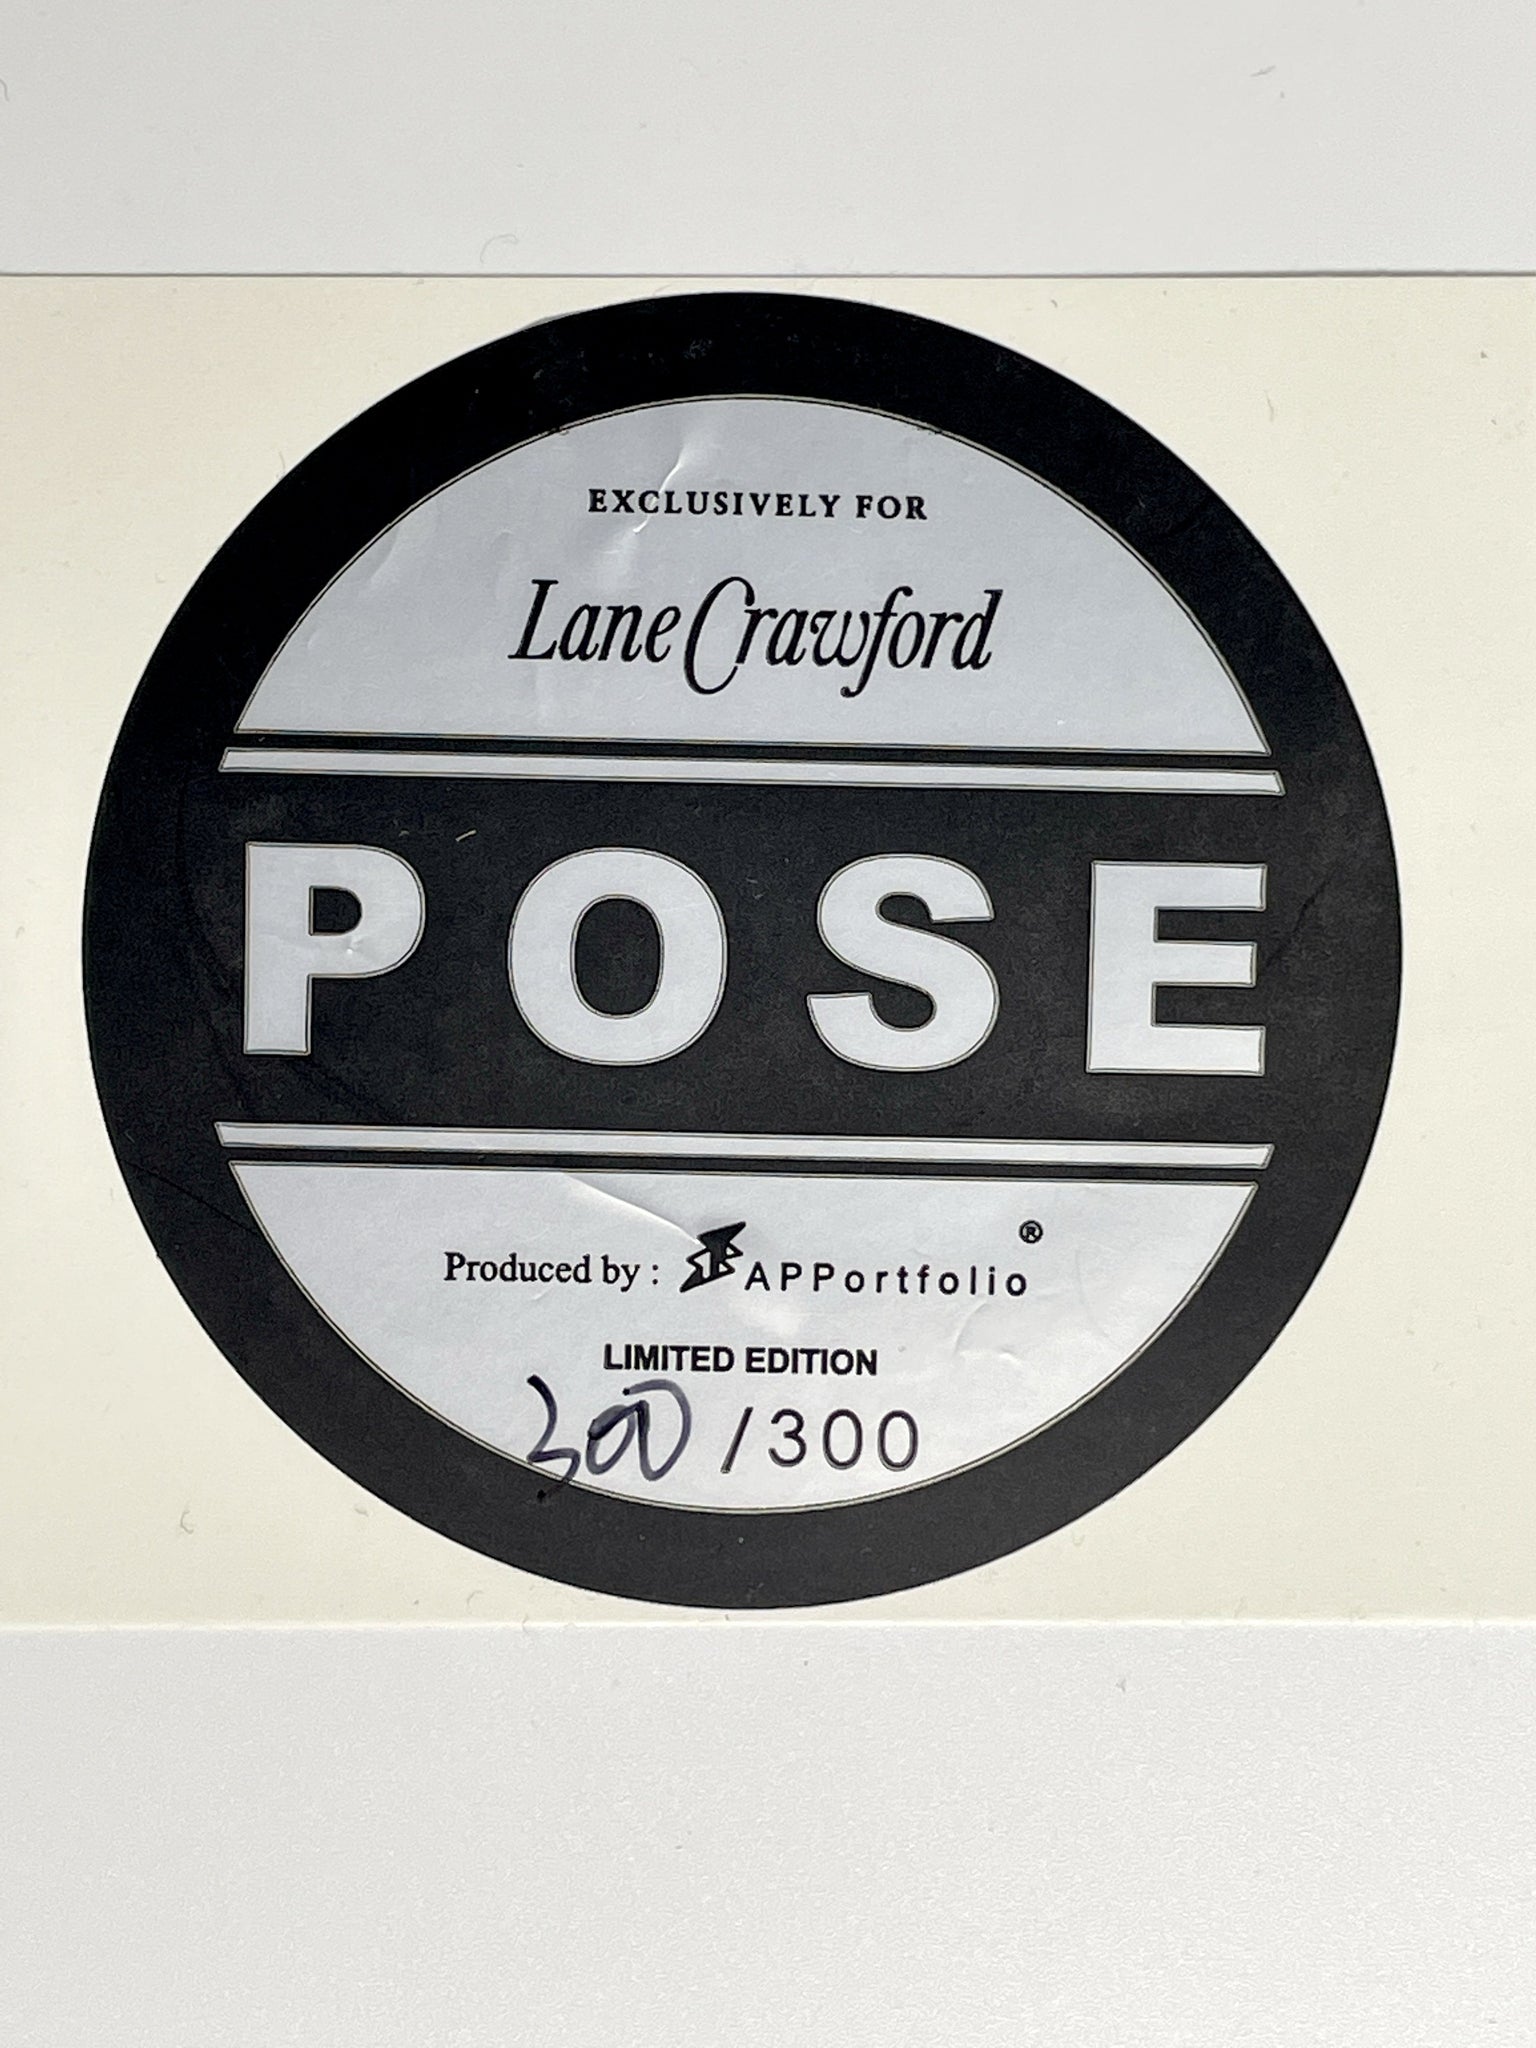 EXCLUSIVELY FOR
Lane Crawford
POSE
Produced by : APPortfolio ®
LIMITED EDITION
300 /300